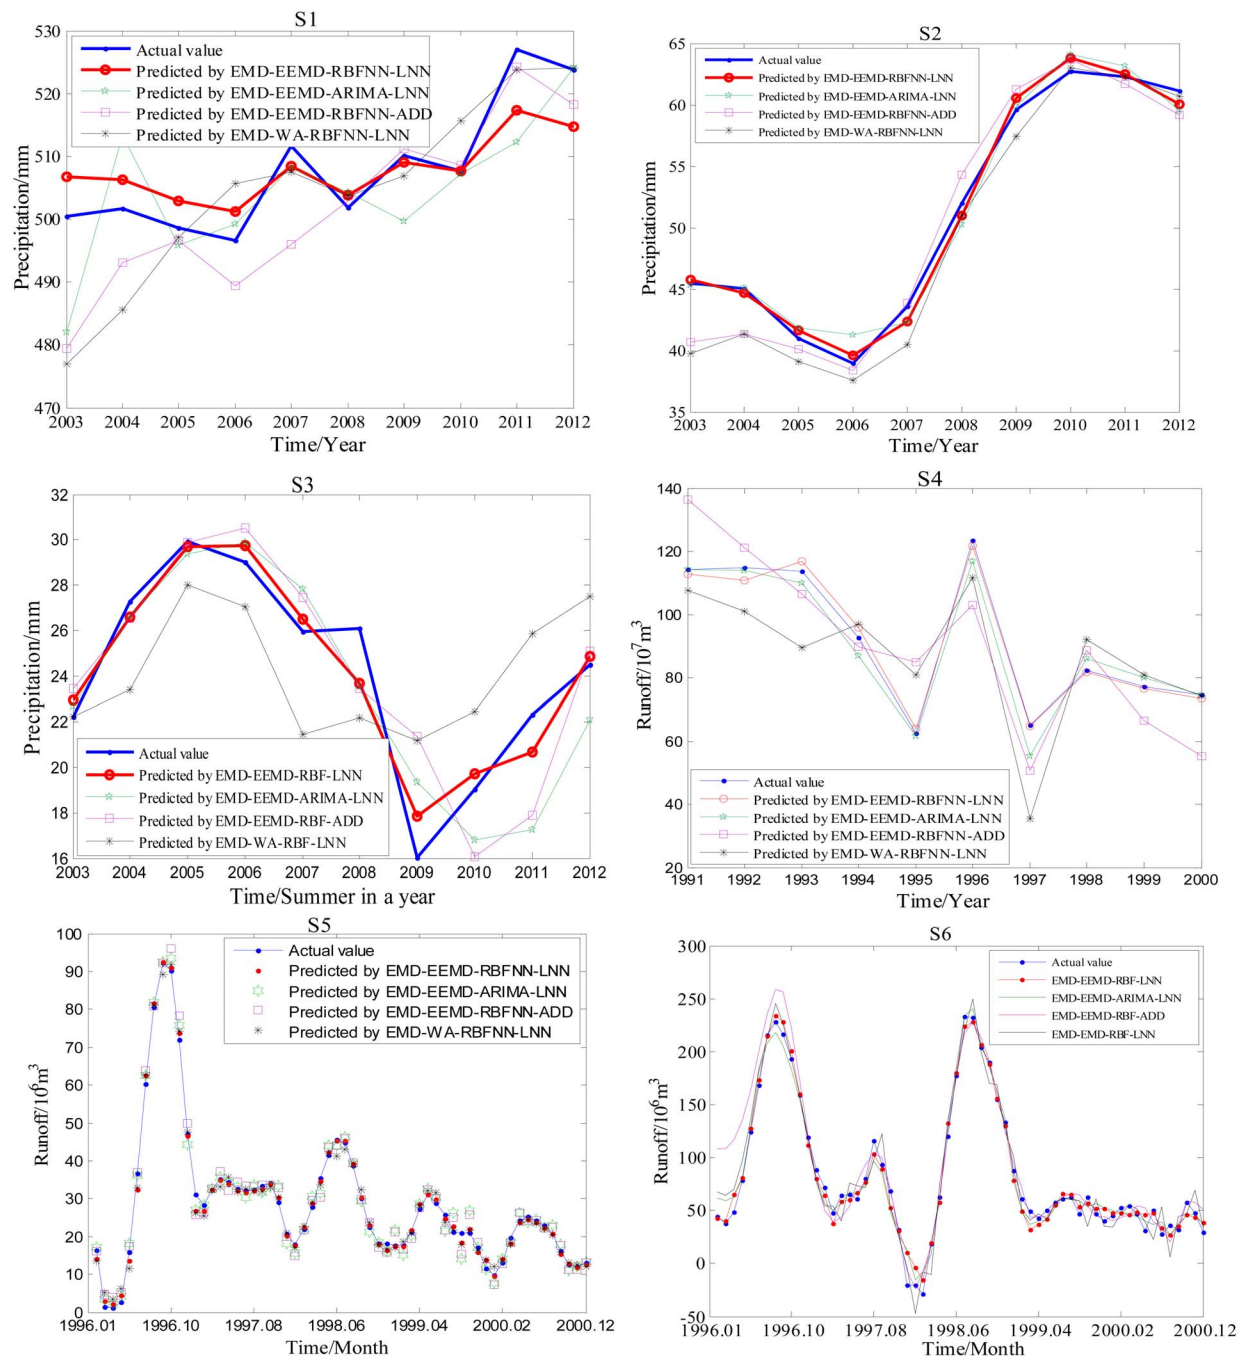 S1
530
520
510
500
490
480
470
Precipitation/mm
Actual value
Predicted by EMD-EEMD-RBFNN-LNN
Predicted by EMD-EEMD-ARIMA-LNN
Predicted by EMD-EEMD-RBFNN-ADD
Predicted by EMD-WA-RBFNN-LNN
2003 2004 2005 2006 2007 2008 2009 2010 2011 2012
Time/Year
S2
65
60
55
50
45
40
35
Precipitation/mm
Actual value
Predicted by EMD-EEMD-RBFNN-LNN
Predicted by EMD-EEMD-ARIMA-LNN
Predicted by EMD-EEMD-RBFNN-ADD
Predicted by EMD-WA-RBFNN-LNN
2003 2004 2005 2006 2007 2008 2009 2010 2011 2012
Time/Year
S3
32
30
28
26
24
22
20
18
16
Precipitation/mm
Actual value
Predicted by EMD-EEMD-RBF-LNN
Predicted by EMD-EEMD-ARIMA-LNN
Predicted by EMD-EEMD-RBF-ADD
Predicted by EMD-WA-RBF-LNN
2003 2004 2005 2006 2007 2008 2009 2010 2011 2012
Time/Summer in a year
S4
140
120
100
80
60
40
20
Runoff/10⁷m³
Actual value
Predicted by EMD-EEMD-RBFNN-LNN
Predicted by EMD-EEMD-ARIMA-LNN
Predicted by EMD-EEMD-RBFNN-ADD
Predicted by EMD-WA-RBFNN-LNN
1991 1992 1993 1994 1995 1996 1997 1998 1999 2000
Time/Year
S5
100
90
80
70
60
50
40
30
20
10
0
Runoff/10⁶m³
Actual value
Predicted by EMD-EEMD-RBFNN-LNN
Predicted by EMD-EEMD-ARIMA-LNN
Predicted by EMD-EEMD-RBFNN-ADD
Predicted by EMD-WA-RBFNN-LNN
1996.01 1996.10 1997.08 1998.06 1999.04 2000.02 2000.12
Time/Month
S6
300
250
200
150
100
50
0
-50
Runoff/10⁶m³
Actual value
EMD-EEMD-RBF-LNN
EMD-EEMD-ARIMA-LNN
EMD-EEMD-RBF-ADD
EMD-EMD-RBF-LNN
1996.01 1996.10 1997.08 1998.06 1999.04 2000.02 2000.12
Time/Month